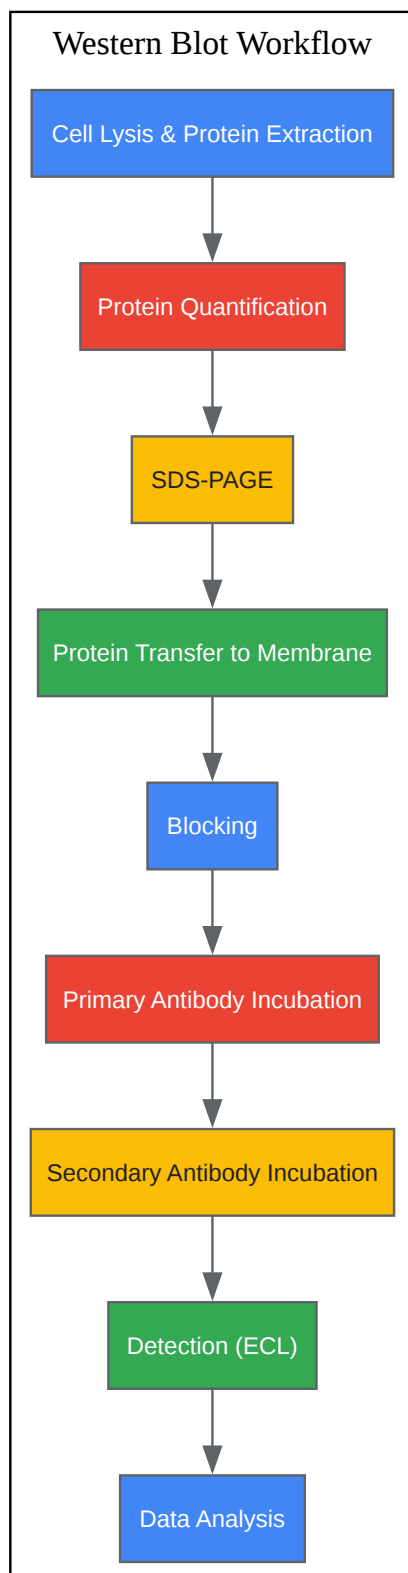 Western Blot Workflow
Cell Lysis & Protein Extraction
Protein Quantification
SDS-PAGE
Protein Transfer to Membrane
Blocking
Primary Antibody Incubation
Secondary Antibody Incubation
Detection (ECL)
Data Analysis